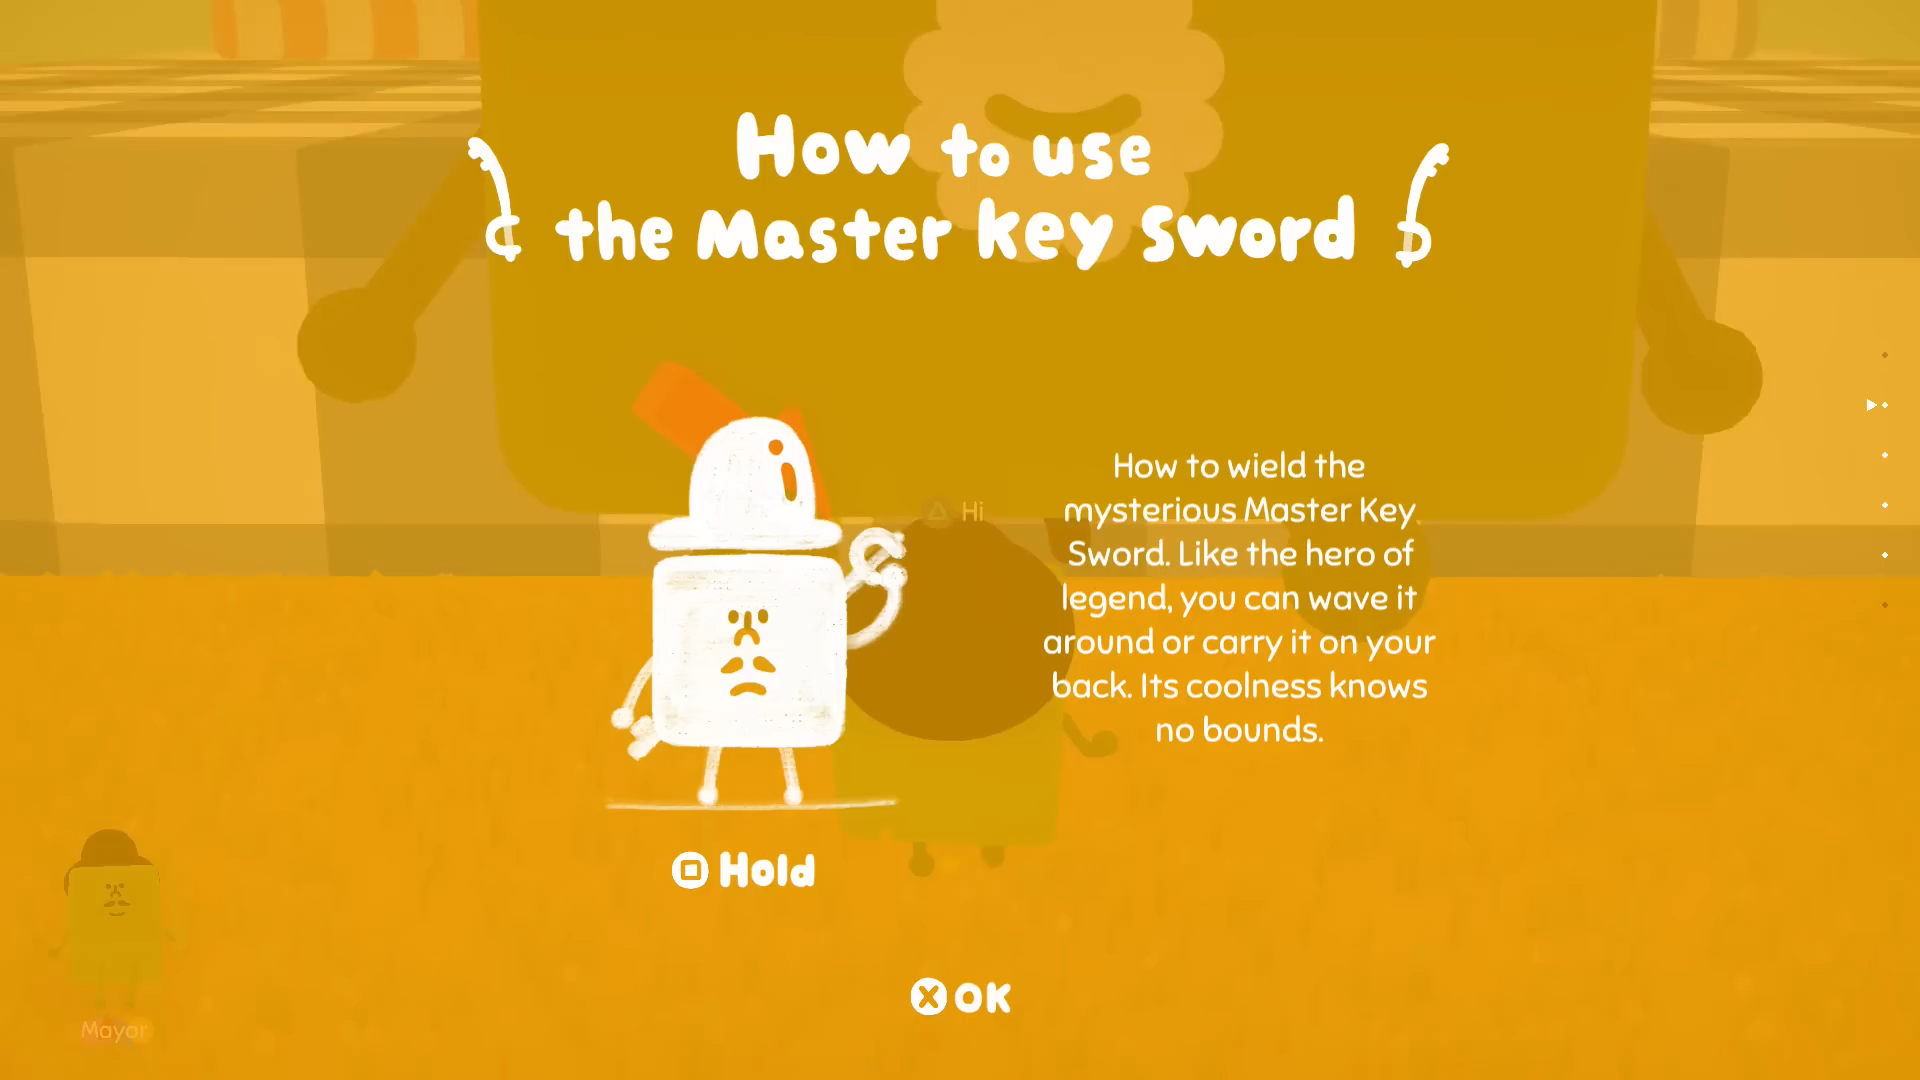 How to use
the Master key Sword
How to wield the
mysterious Master Key
Sword. Like the hero of
legend, you can wave it
around or carry it on your
back. Its coolness knows
no bounds.
Hi
Hold
OK
Mayor